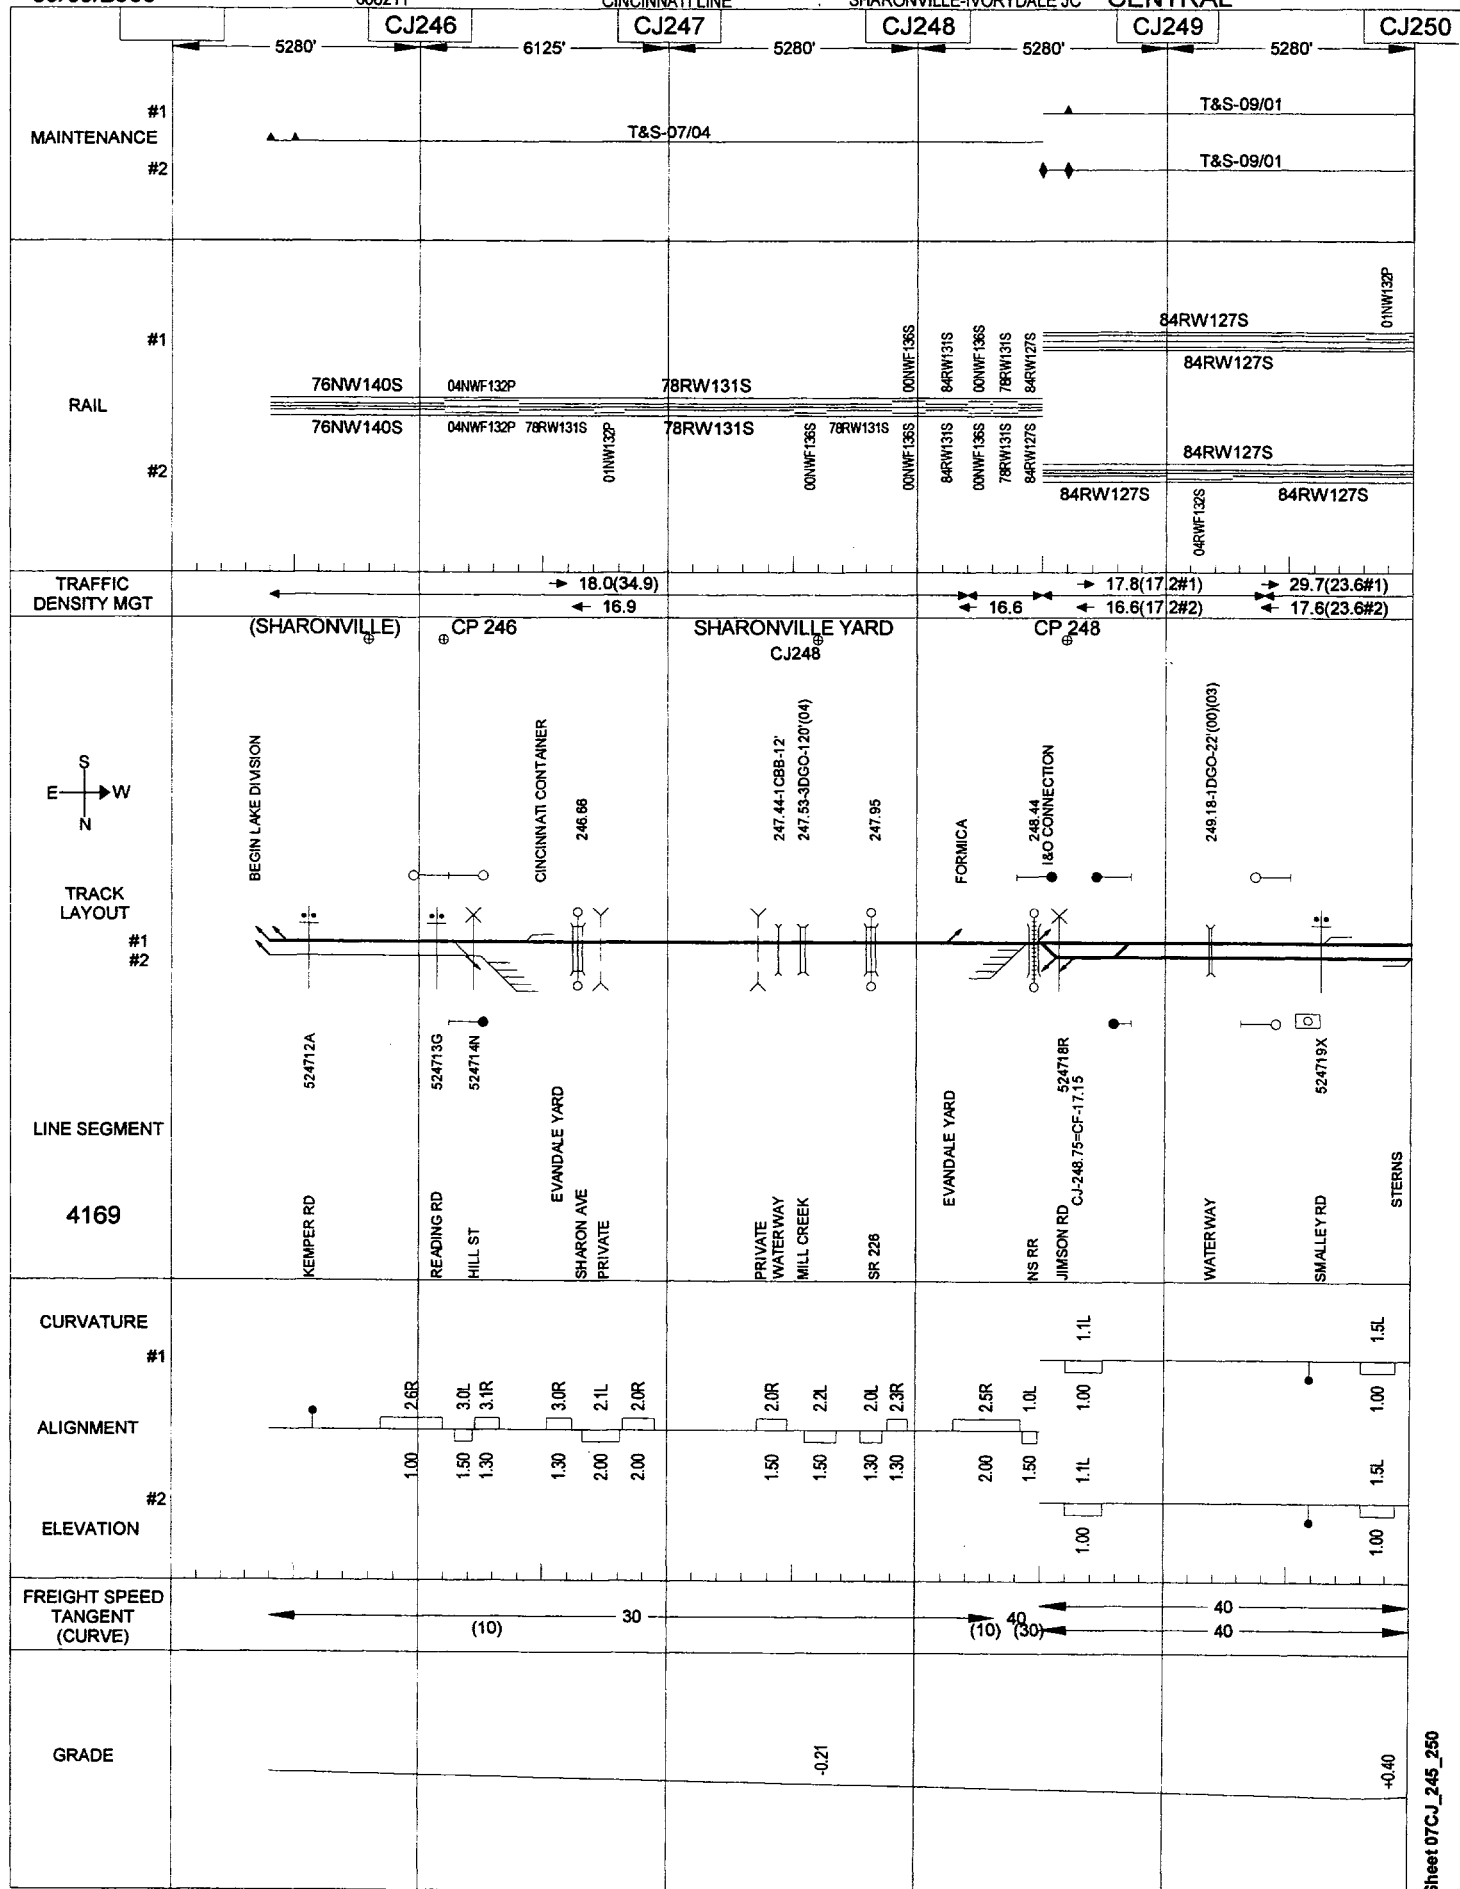 CINCINNATI LINE SHARONVILLE-IVORYDALE JC CENTRAL
CJ246 CJ247 CJ248 CJ249 CJ250
5280' 6125' 5280' 5280' 5280'
#1 T&S-09/01
MAINTENANCE T&S-07/04
#2 T&S-09/01
01NW132P
84RW127S
#1 00NWF136S 84RW131S 00NWF136S 78RW131S 84RW127S
84RW127S
76NW140S 04NWF132P 78RW131S
RAIL
76NW140S 04NWF132P 78RW131S 78RW131S 78RW131S
01NW132P 00NWF136S 00NWF136S 84RW131S 00NWF136S 78RW131S 84RW127S
#2 84RW127S
84RW127S 84RW127S
04RWF132S
TRAFFIC DENSITY MGT
18.0(34.9) 17.8(17.2#1) 29.7(23.6#1)
16.9 16.6 16.6(17.2#2) 17.6(23.6#2)
(SHARONVILLE) CP 246 SHARONVILLE YARD CP 248
CJ248
S
E W
N
BEGIN LAKE DIVISION
CINCINNATI CONTAINER
246.66
247.44-1CBB-12'
247.53-3DGO-120'(04)
247.95
FORMICA
248.44
I&O CONNECTION
249.18-1DGO-22'(00)(03)
TRACK
LAYOUT
#1
#2
524712A
524713G
524714N
524718R
CJ-248.75=CF-17.15
524719X
LINE SEGMENT
4169
KEMPER RD
READING RD
HILL ST
EVANDALE YARD
SHARON AVE
PRIVATE
PRIVATE
WATERWAY
MILL CREEK
SR 226
EVANDALE YARD
NS RR
JIMSON RD
WATERWAY
SMALLEY RD
STERNS
CURVATURE
#1
1.1L 1.5L
1.00 1.00
ALIGNMENT
2.6R 3.0L 3.1R 3.0R 2.1L 2.0R 2.0R 2.2L 2.0L 2.3R 2.5R 1.0L
1.00 1.50 1.30 1.30 2.00 2.00 1.50 1.50 1.30 1.30 2.00 1.50
#2
1.1L 1.5L
ELEVATION
1.00 1.00
FREIGHT SPEED
TANGENT
(CURVE)
30 40 40
(10) (10) (30) 40
GRADE
-0.21 +0.40
Sheet 07CJ_245_250